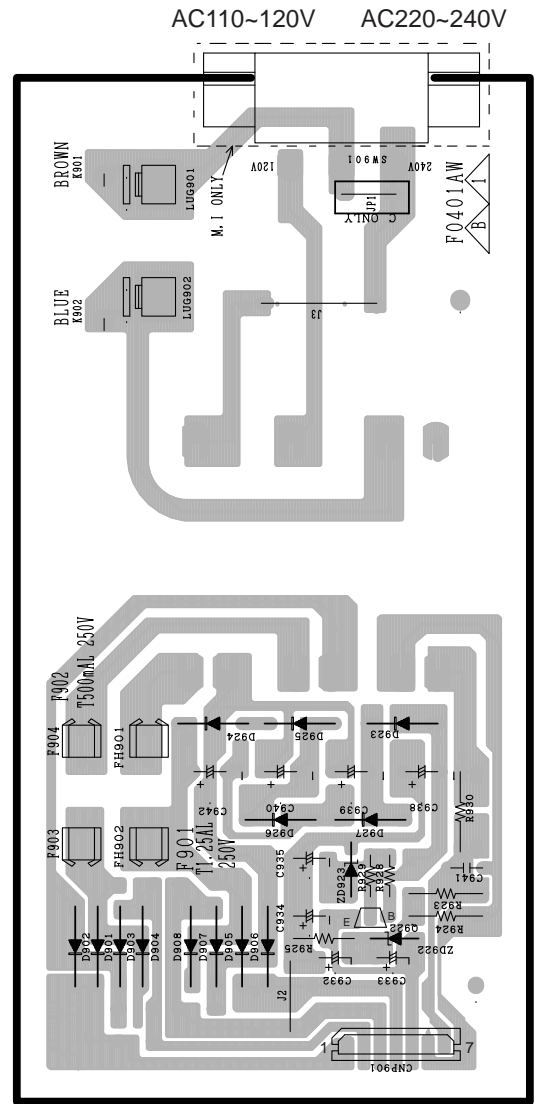 AC110~120V AC220~240V
BROWN
K901
LUG901
M, I ONLY
120V
SW901
240V
JP1
C ONLY
F0401AW
B 1
BLUE
K902
LUG902
J3
F902
T500mAL 250V
F904
FH901
D924
D925
D923
+ C942
+ C940
+ C939
+ C938
R930
D926
D927
F903
FH902
F901
T1.25AL
250V
C935
+
ZD923
R929
R928
C941
R923
C934
+
E
B
Q922
R924
R925
ZD922
D902
D901
D903
D904
D908
D907
D905
D906
+ C932
+ C933
J2
1
7
CNP901